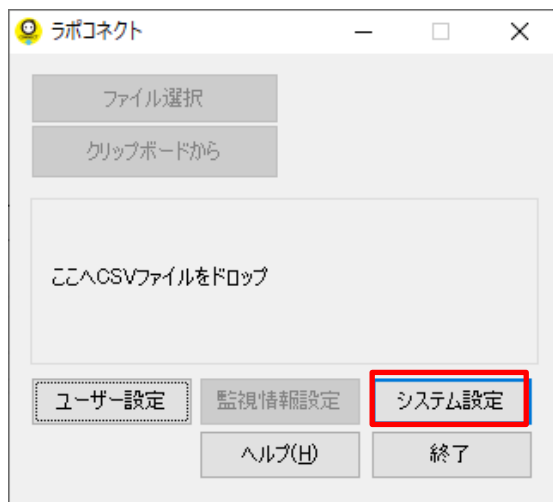 ラポコネクト
ファイル選択
クリップボードから
ここへCSVファイルをドロップ
ユーザー設定 監視情報設定 システム設定
ヘルプ(H) 終了